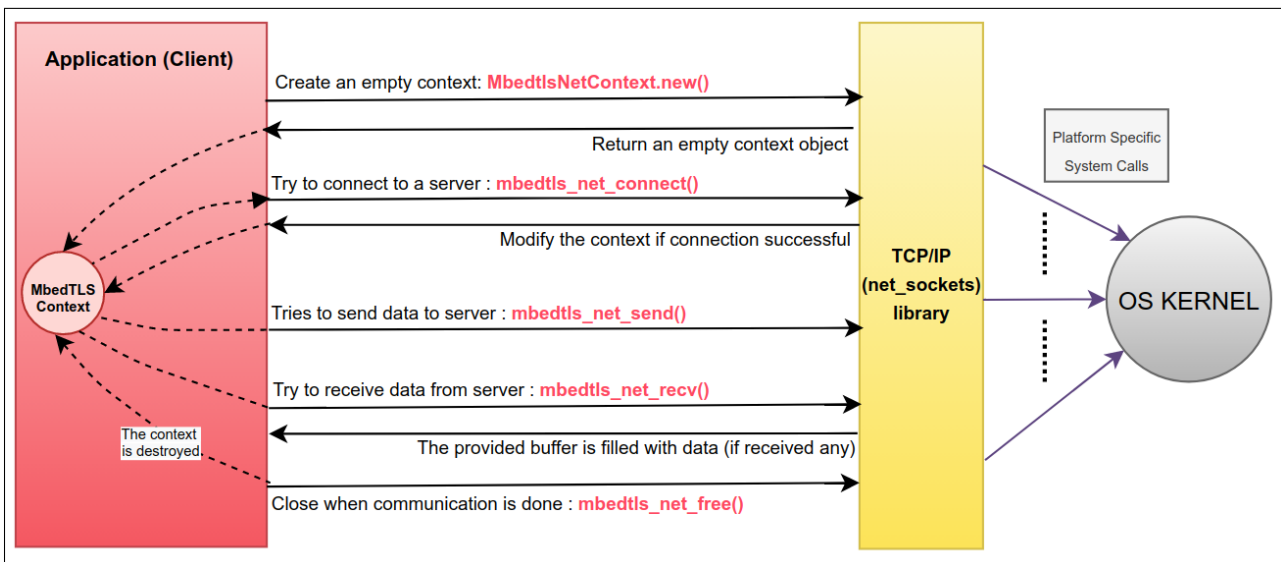 Application (Client)
Create an empty context: MbedtlsNetContext.new()
Return an empty context object
Try to connect to a server : mbedtls_net_connect()
Modify the context if connection successful
MbedTLS
Context
Tries to send data to server : mbedtls_net_send()
Try to receive data from server : mbedtls_net_recv()
The provided buffer is filled with data (if received any)
The context
is destroyed
Close when communication is done : mbedtls_net_free()
TCP/IP
(net_sockets)
library
Platform Specific
System Calls
OS KERNEL